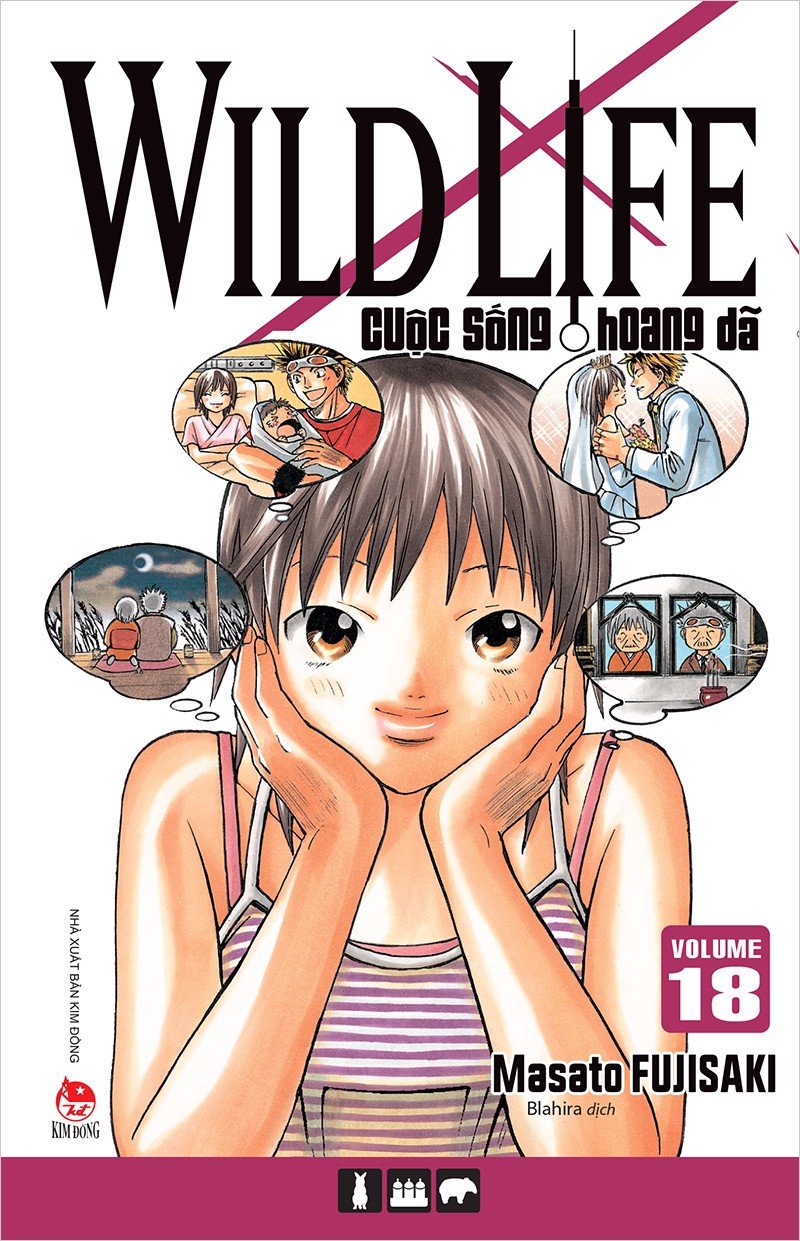 WILD LIFE
CUộC SốNG hoang dã
VOLUME
18
NHÀ XUẤT BẢN KIM ĐỒNG
Masato FUJISAKI
Blahira dịch
KIM ĐỒNG